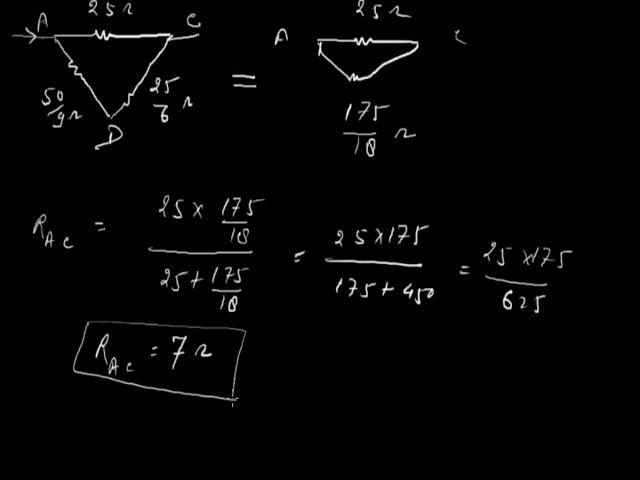 25 Ω
A C
50/9 Ω 25/6 Ω
D
=
25 Ω
A C
175/18 Ω
R_AC = (25 × 175/18) / (25 + 175/18) = (25 × 175) / (175 + 450) = (25 × 175) / 625
R_AC = 7 Ω